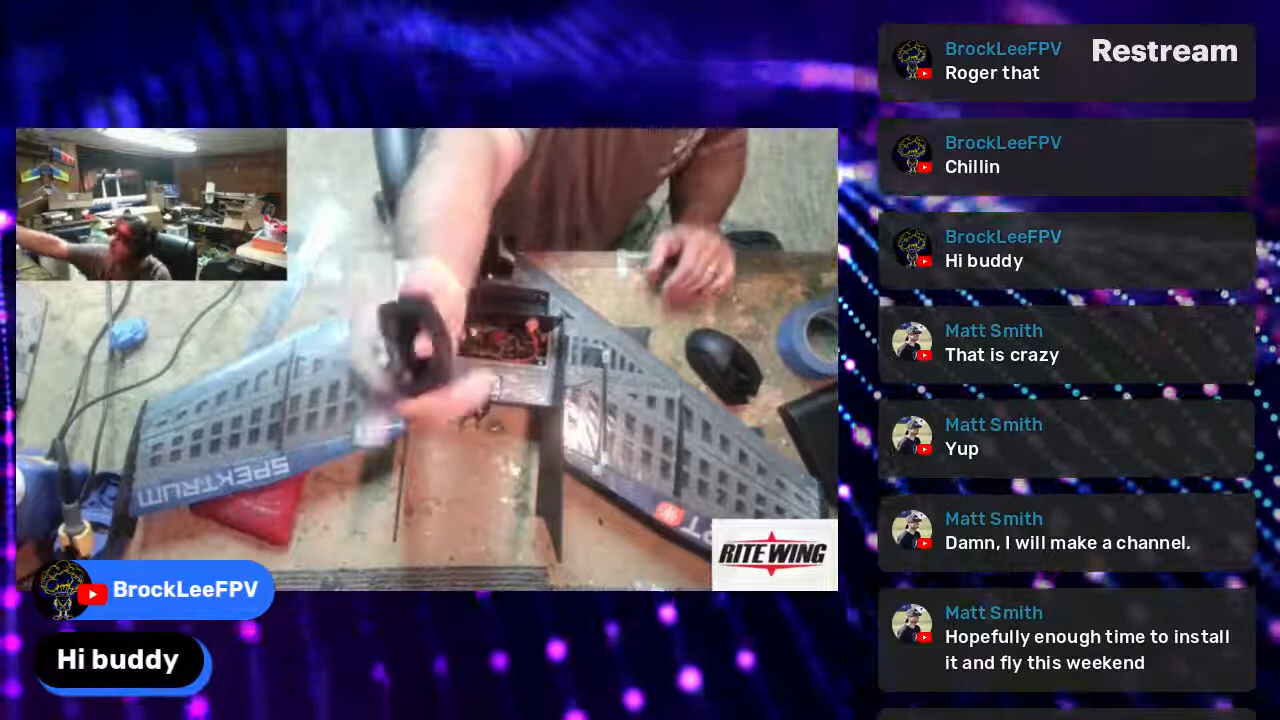 BrockLeeFPV
Roger that
Restream
BrockLeeFPV
Chillin
BrockLeeFPV
Hi buddy
Matt Smith
That is crazy
Matt Smith
Yup
Matt Smith
Damn, I will make a channel.
Matt Smith
Hopefully enough time to install
it and fly this weekend
SPEKTRUM
PT
RITEWING
BrockLeeFPV
Hi buddy